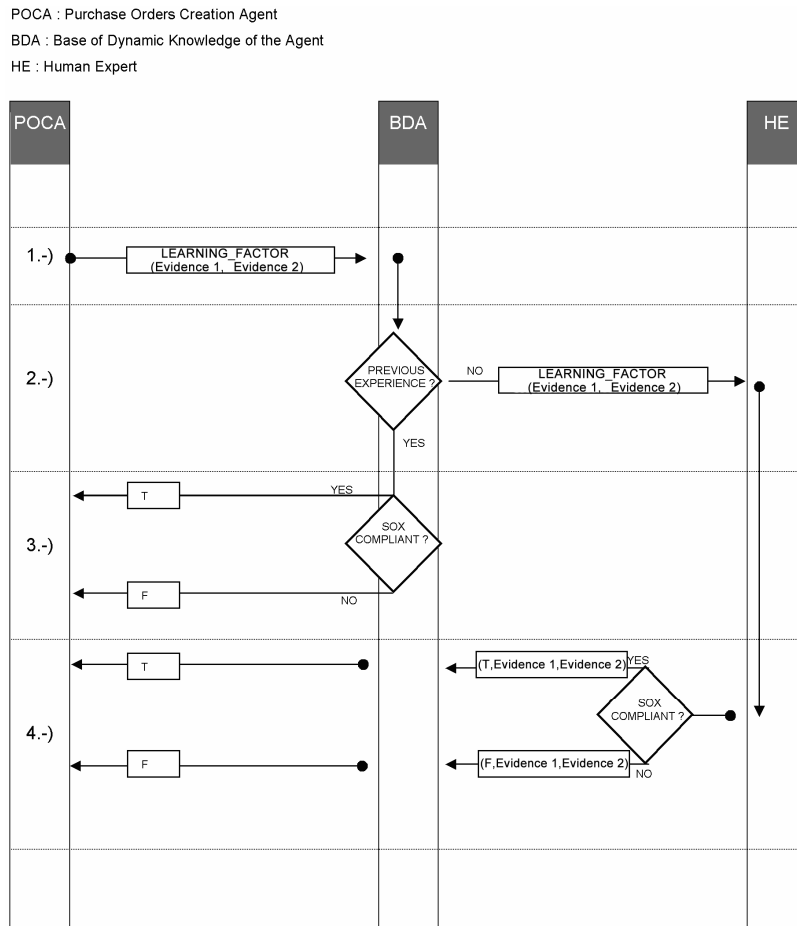 POCA : Purchase Orders Creation Agent
BDA : Base of Dynamic Knowledge of the Agent
HE : Human Expert
POCA
BDA
HE
1.-)
LEARNING_FACTOR
(Evidence 1, Evidence 2)
2.-)
PREVIOUS
EXPERIENCE ?
NO
LEARNING_FACTOR
(Evidence 1, Evidence 2)
YES
3.-)
T
YES
SOX
COMPLIANT ?
F
NO
4.-)
T
(T,Evidence 1,Evidence 2)
YES
SOX
COMPLIANT ?
F
(F,Evidence 1,Evidence 2)
NO